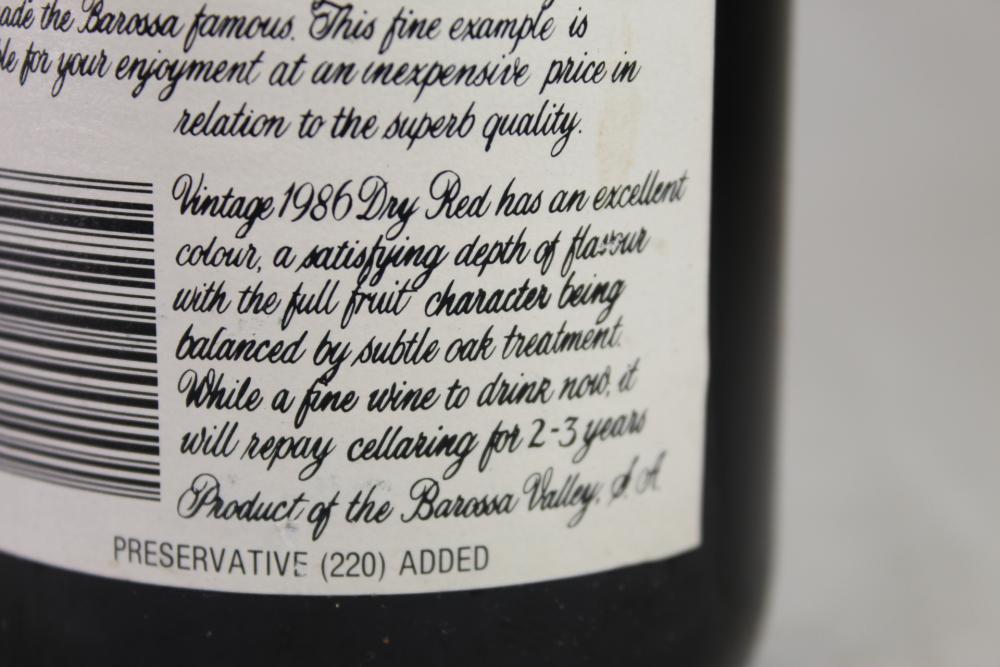 the Barossa famous. This fine example is
for your enjoyment at an inexpensive price in
relation to the superb quality.
Vintage 1986 Dry Red has an excellent
colour, a satisfying depth of flavour
with the full fruit character being
balanced by subtle oak treatment.
While a fine wine to drink now, it
will repay cellaring for 2-3 years
Product of the Barossa Valley, S.A.
PRESERVATIVE (220) ADDED